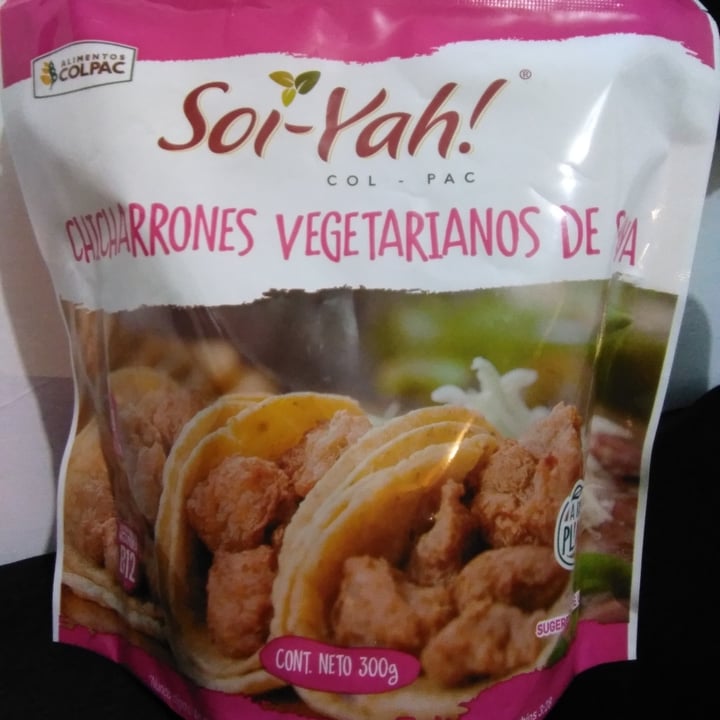 ALIMENTOS
COLPAC
Soi-Yah!®
COL - PAC
CHICHARRONES VEGETARIANOS DE
B12
CONT. NETO 300g